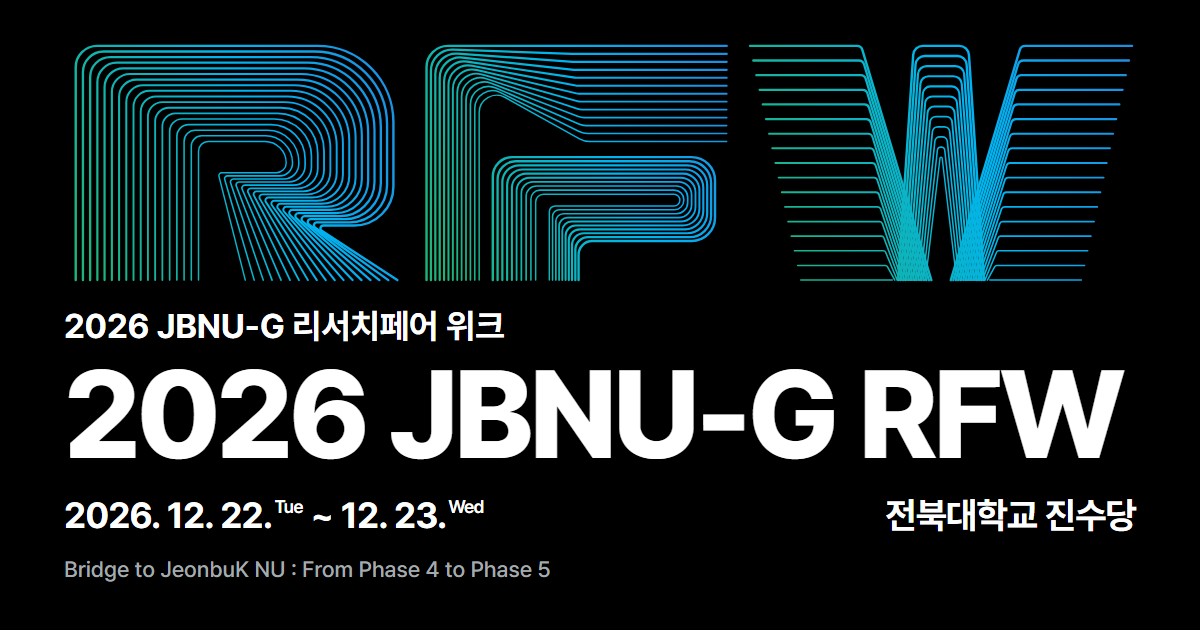 RFW
2026 JBNU-G 리서치페어 위크
2026 JBNU-G RFW
2026. 12. 22. Tue ~ 12. 23. Wed
전북대학교 진수당
Bridge to JeonbuK NU : From Phase 4 to Phase 5